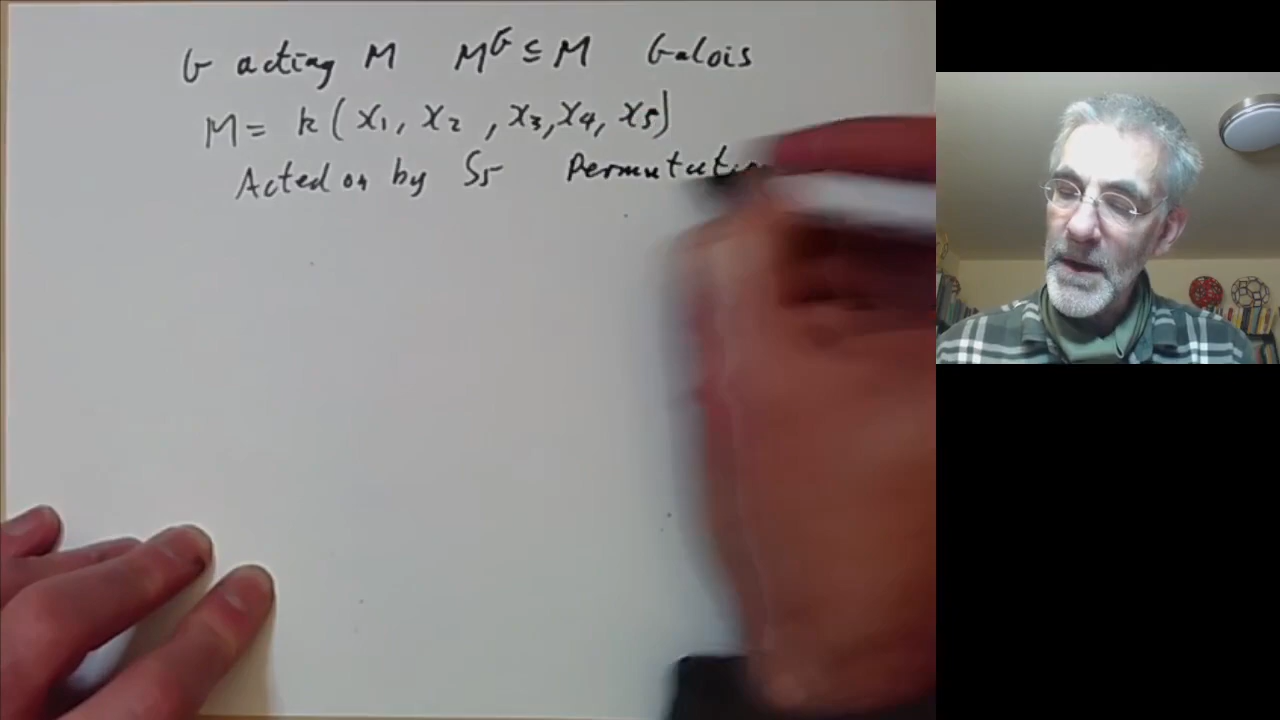 G acting M M^G ⊆ M Galois
M = k(x₁, x₂, x₃, x₄, x₅)
Acted on by S₅